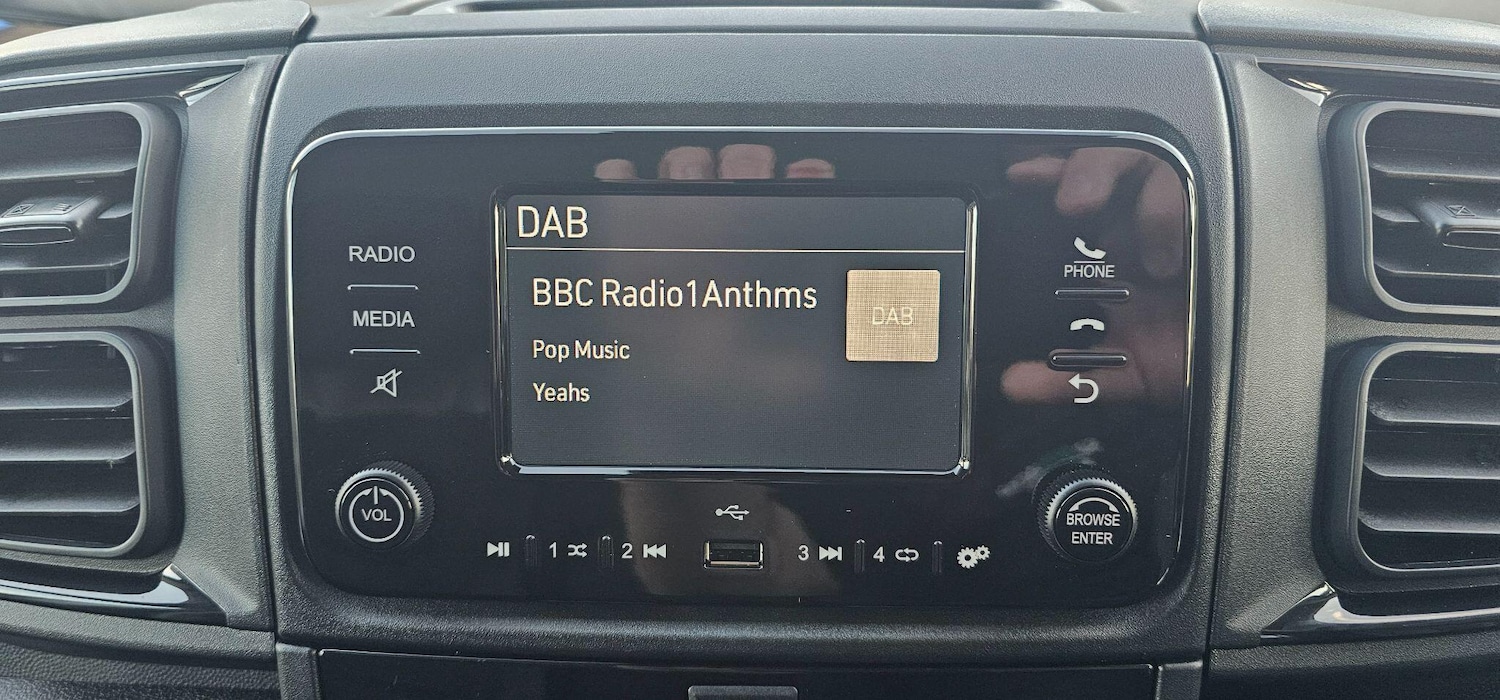 DAB
BBC Radio1Anthms
DAB
Pop Music
Yeahs
RADIO
MEDIA
PHONE
VOL
BROWSE
ENTER
1
2
3
4